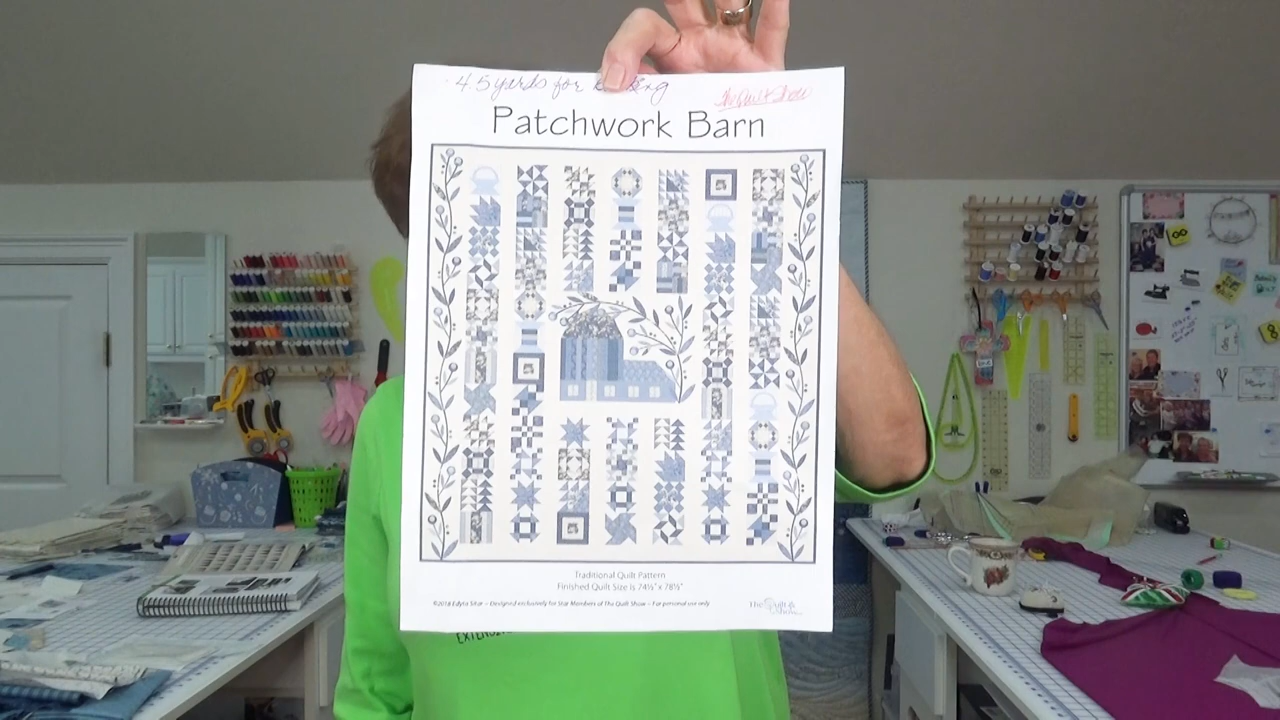 4.5 yards for backing
The Quilt Show
Patchwork Barn
Traditional Quilt Pattern
Finished Quilt Size is 74½" x 78½"
©2018 Edyta Sitar ~ Designed exclusively for Star Members of The Quilt Show ~ For personal use only
The Quilt
Show